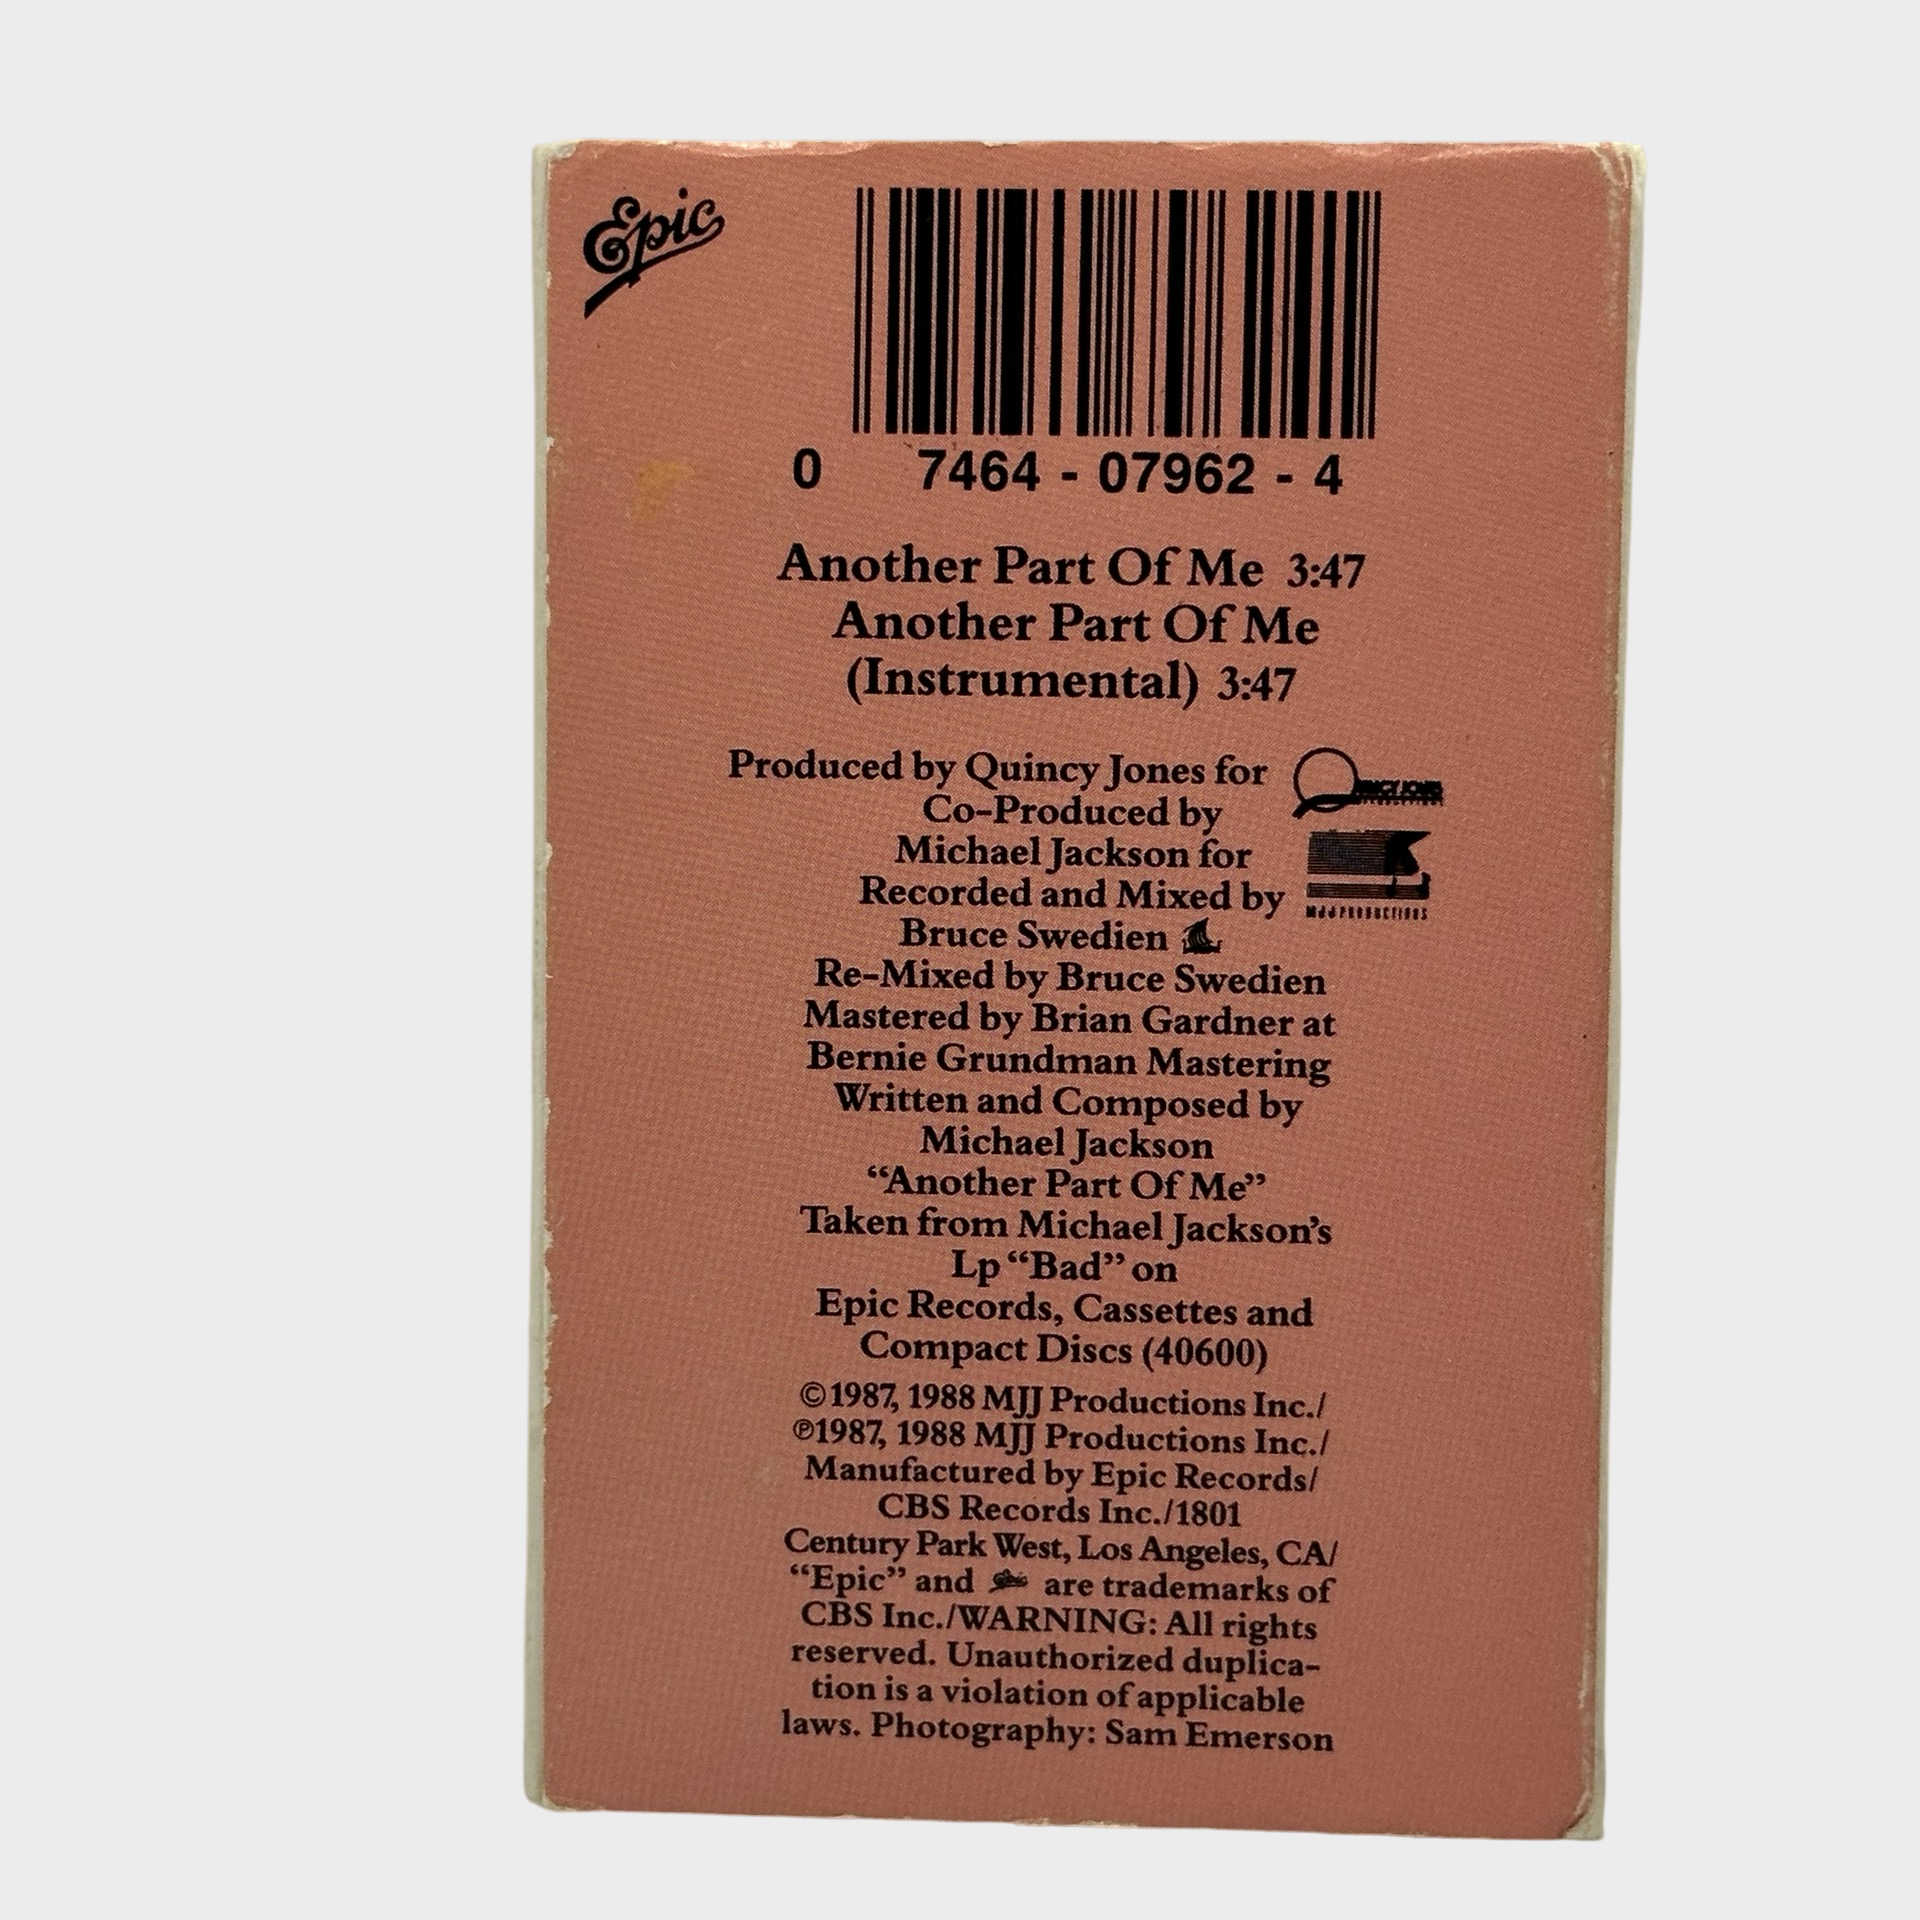 Epic
0 7464 - 07962 - 4
Another Part Of Me 3:47
Another Part Of Me
(Instrumental) 3:47
Produced by Quincy Jones for
Co-Produced by
Michael Jackson for
Recorded and Mixed by
MJJ PRODUCTIONS
Bruce Swedien
Re-Mixed by Bruce Swedien
Mastered by Brian Gardner at
Bernie Grundman Mastering
Written and Composed by
Michael Jackson
“Another Part Of Me”
Taken from Michael Jackson’s
Lp “Bad” on
Epic Records, Cassettes and
Compact Discs (40600)
©1987, 1988 MJJ Productions Inc./
℗1987, 1988 MJJ Productions Inc./
Manufactured by Epic Records/
CBS Records Inc./1801
Century Park West, Los Angeles, CA/
“Epic” and Epic are trademarks of
CBS Inc./WARNING: All rights
reserved. Unauthorized duplica-
tion is a violation of applicable
laws. Photography: Sam Emerson